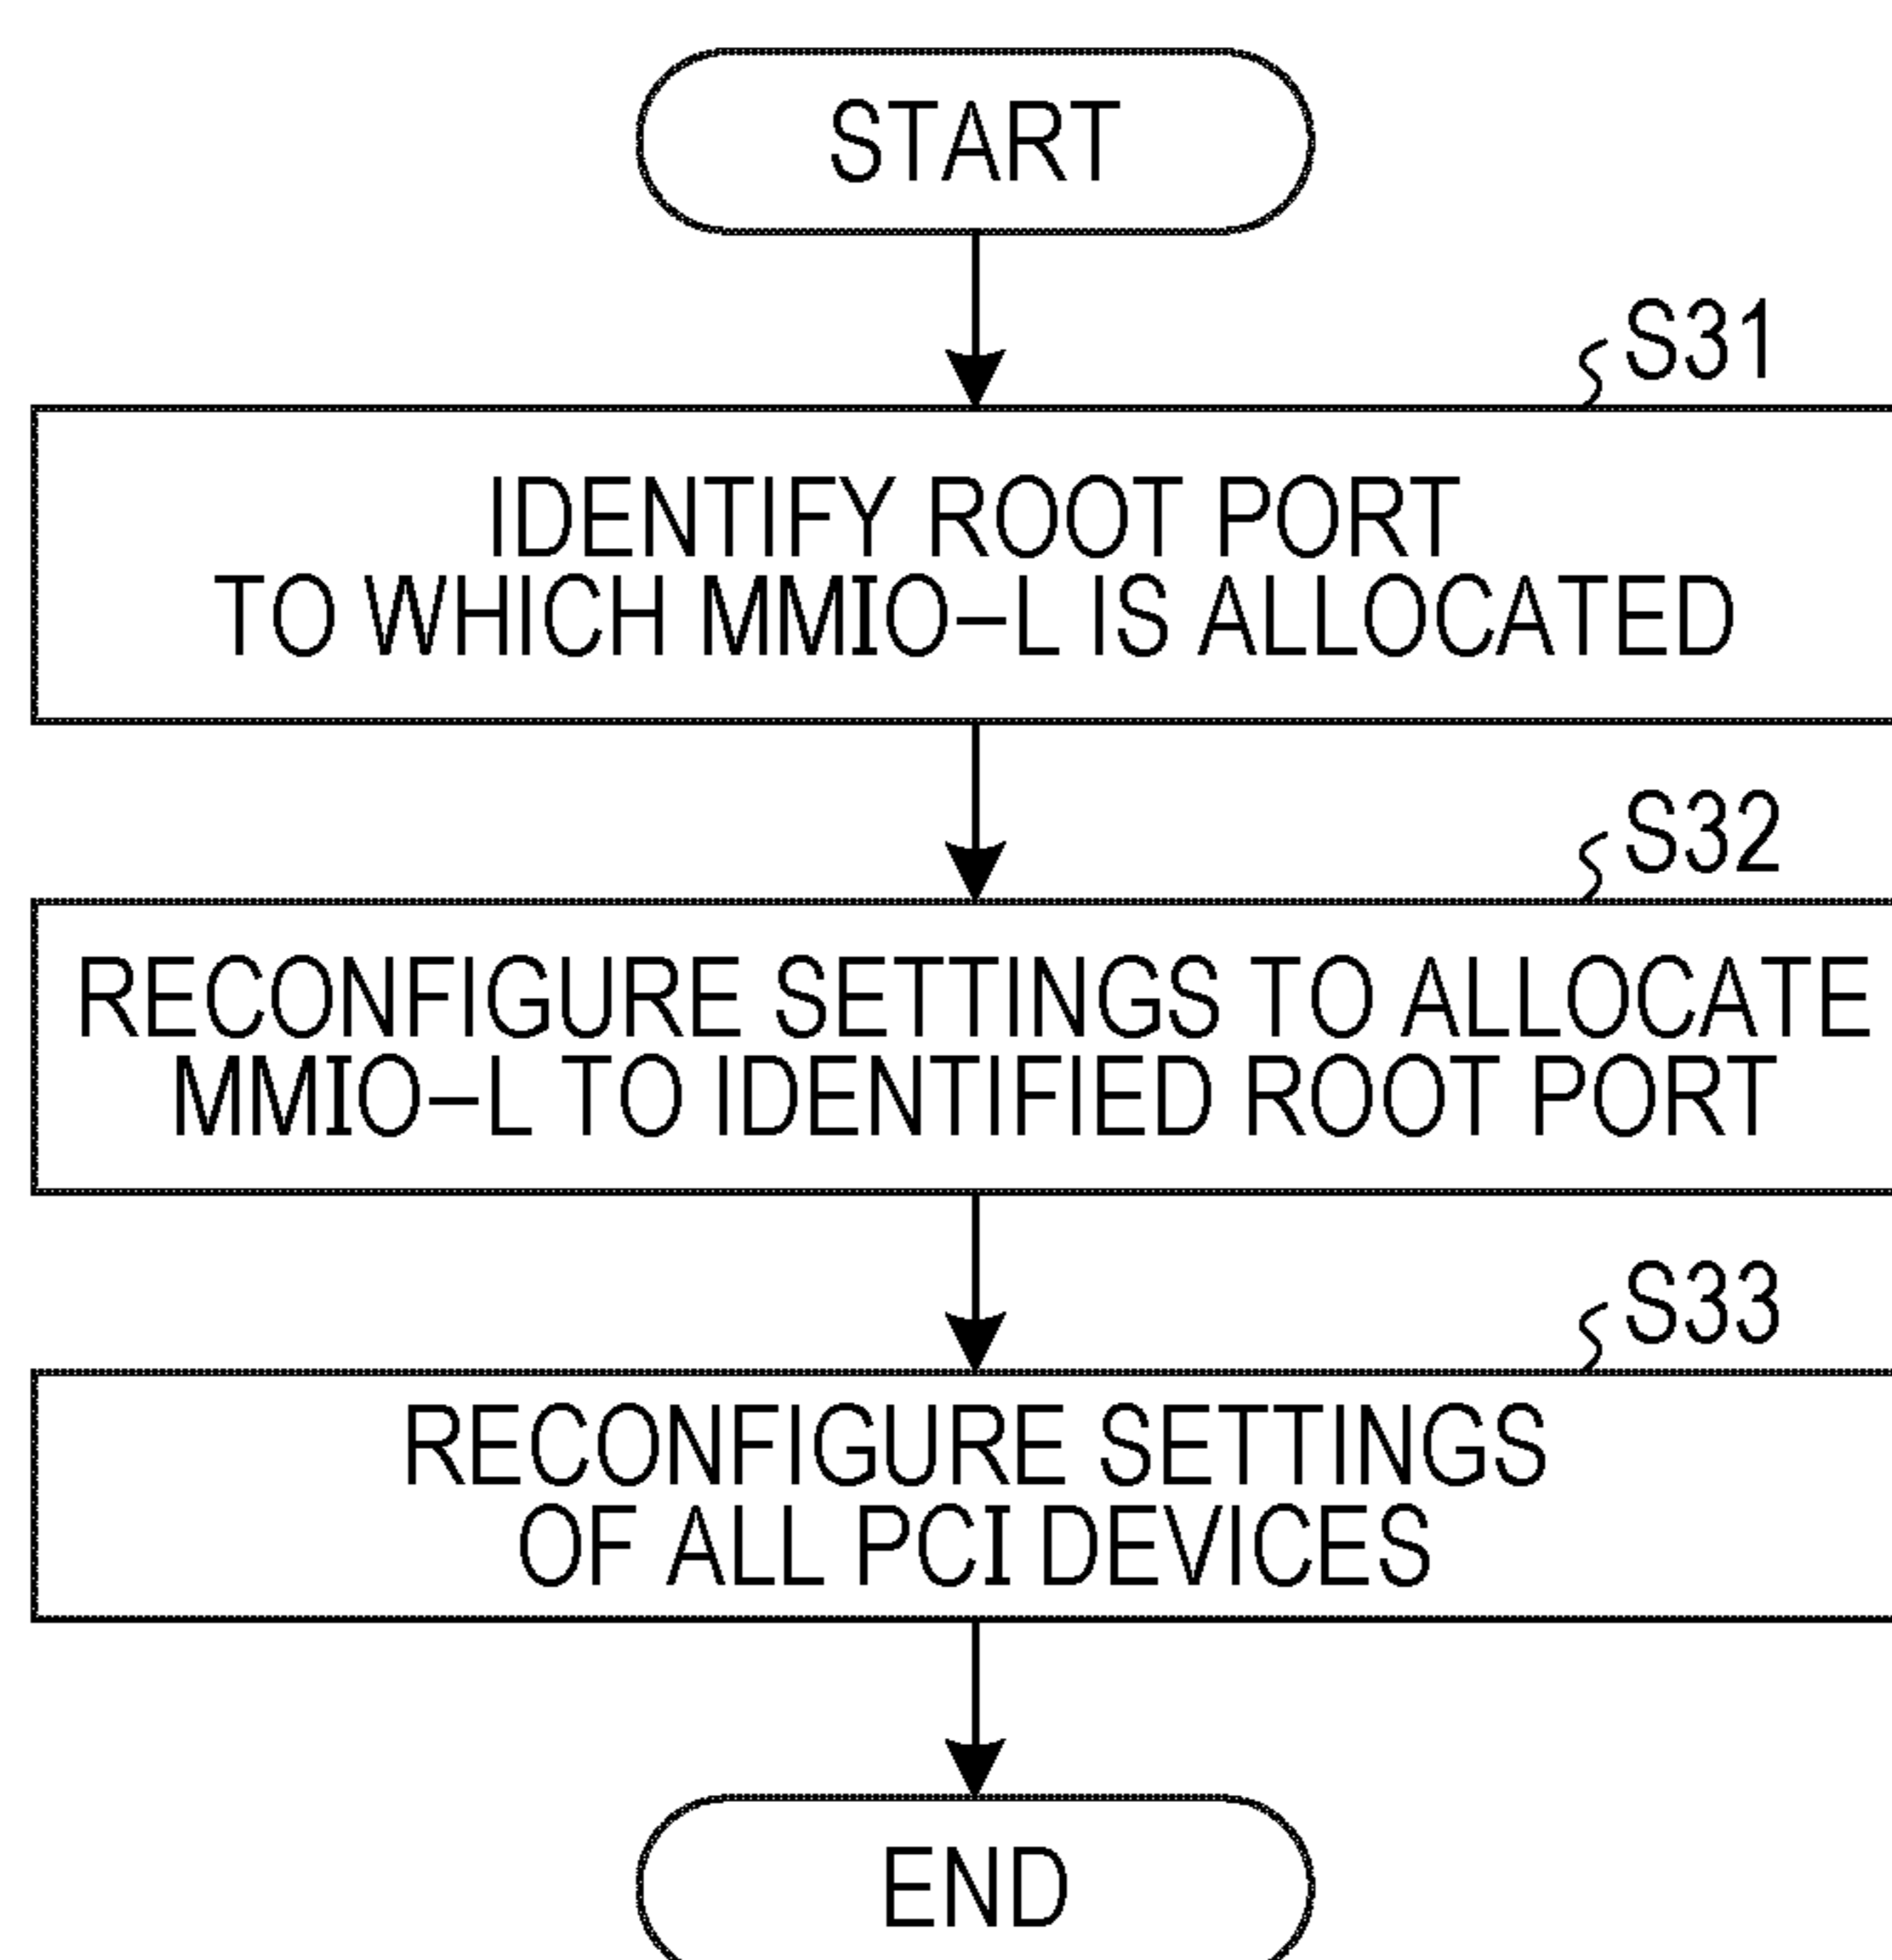 START
S31
IDENTIFY ROOT PORT
TO WHICH MMIO–L IS ALLOCATED
S32
RECONFIGURE SETTINGS TO ALLOCATE
MMIO–L TO IDENTIFIED ROOT PORT
S33
RECONFIGURE SETTINGS
OF ALL PCI DEVICES
END